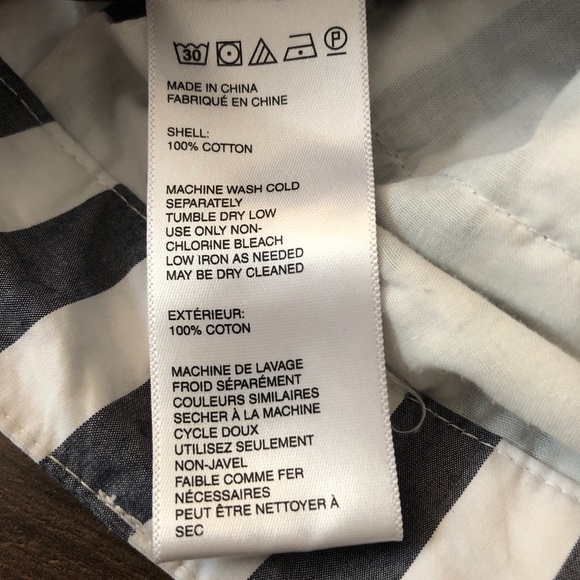 30 P
MADE IN CHINA
FABRIQUÉ EN CHINE
SHELL:
100% COTTON
MACHINE WASH COLD
SEPARATELY
TUMBLE DRY LOW
USE ONLY NON-
CHLORINE BLEACH
LOW IRON AS NEEDED
MAY BE DRY CLEANED
EXTÉRIEUR:
100% COTON
MACHINE DE LAVAGE
FROID SÉPARÉMENT
COULEURS SIMILAIRES
SECHER À LA MACHINE
CYCLE DOUX
UTILISEZ SEULEMENT
NON-JAVEL
FAIBLE COMME FER
NÉCESSAIRES
PEUT ÊTRE NETTOYER À
SEC